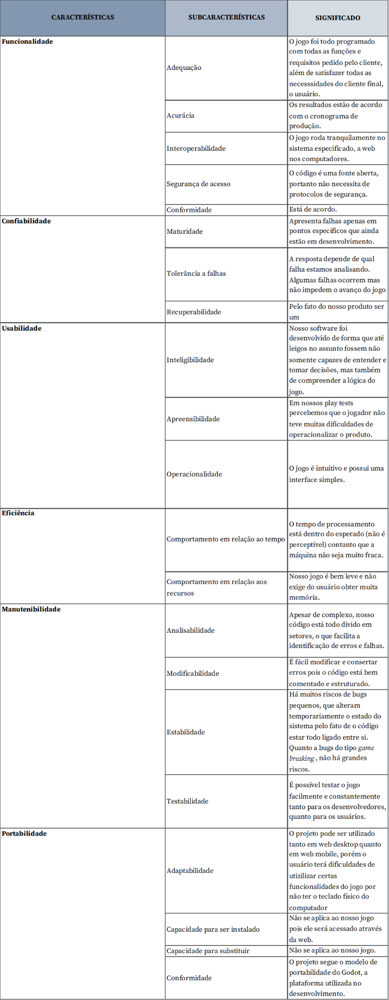 CARACTERÍSTICAS
SUBCARACTERÍSTICAS
SIGNIFICADO
Funcionalidade
Adequação
O jogo foi todo programado
com todas as funções e
requisitos pedido pelo cliente,
além de satisfazer todas as
necesssidades do cliente final,
o usuário.
Acurácia
Os resultados estão de acordo
com o cronograma de
produção.
Interoperabilidade
O jogo roda tranquilamente no
sistema especificado, a web
nos computadores.
Segurança de acesso
O código é uma fonte aberta,
portanto não necessita de
protocolos de segurança.
Conformidade
Está de acordo.
Confiabilidade
Maturidade
Apresenta falhas apenas em
pontos específicos que ainda
estão em desenvolvimento.
Tolerância a falhas
A resposta depende de qual
falha estamos analisando.
Algumas falhas ocorrem mas
não impedem o avanço do jogo
Recuperabilidade
Pelo fato do nosso produto ser
um
Usabilidade
Inteligibilidade
Nosso software foi
desenvolvido de forma que até
leigos no assunto fossem não
somente capazes de entender e
tomar decisões, mas também
de compreender a lógica do
jogo.
Apreensibilidade
Em nossos play tests
percebemos que o jogador não
teve muitas dificuldades de
operacionalizar o produto.
Operacionalidade
O jogo é intuitivo e possui uma
interface simples.
Eficiência
Comportamento em relação ao tempo
O tempo de processamento
está dentro do esperado (não é
perceptível) contanto que a
máquina não seja muito fraca.
Comportamento em relação aos
recursos
Nosso jogo é bem leve e não
exige do usuário obter muita
memória.
Manutenibilidade
Analisabilidade
Apesar de complexo, nosso
código está todo divido em
setores, o que facilita a
identificação de erros e falhas.
Modificabilidade
É fácil modificar e consertar
erros pois o código está bem
comentado e estruturado.
Estabilidade
Há muitos riscos de bugs
pequenos, que alteram
temporariamente o estado do
sistema pelo fato de o código
estar todo ligado entre si.
Quanto a bugs do tipo game
breaking , não há grandes
riscos.
Testabilidade
É possível testar o jogo
facilmente e constantemente
tanto para os desenvolvedores,
quanto para os usuários.
Portabilidade
Adaptabilidade
O projeto pode ser utilizado
tanto em web desktop quanto
em web mobile, porém o
usuário terá dificuldades de
utizilizar certas
funcionalidades do jogo por
não ter o teclado físico do
computador
Capacidade para ser instalado
Não se aplica ao nosso jogo
pois ele será acessado através
da web.
Capacidade para substituir
Não se aplica ao nosso jogo.
Conformidade
O projeto segue o modelo de
portabilidade do Godot, a
plataforma utilizada no
desenvolvimento.